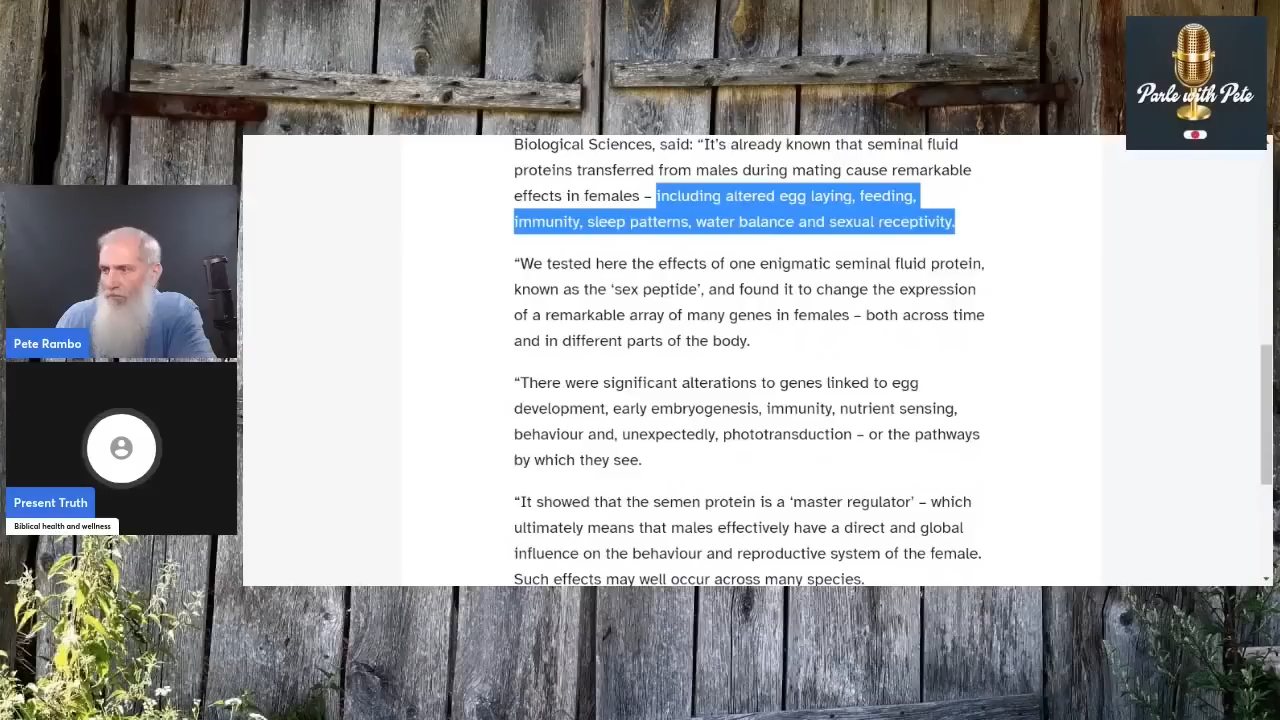 Parle with Pete
Biological Sciences, said: “It’s already known that seminal fluid
proteins transferred from males during mating cause remarkable
effects in females – including altered egg laying, feeding,
immunity, sleep patterns, water balance and sexual receptivity.
“We tested here the effects of one enigmatic seminal fluid protein,
known as the ‘sex peptide’, and found it to change the expression
of a remarkable array of many genes in females – both across time
and in different parts of the body.
“There were significant alterations to genes linked to egg
development, early embryogenesis, immunity, nutrient sensing,
behaviour and, unexpectedly, phototransduction – or the pathways
by which they see.
“It showed that the semen protein is a ‘master regulator’ – which
ultimately means that males effectively have a direct and global
influence on the behaviour and reproductive system of the female.
Such effects may well occur across many species.
Pete Rambo
Present Truth
Biblical health and wellness